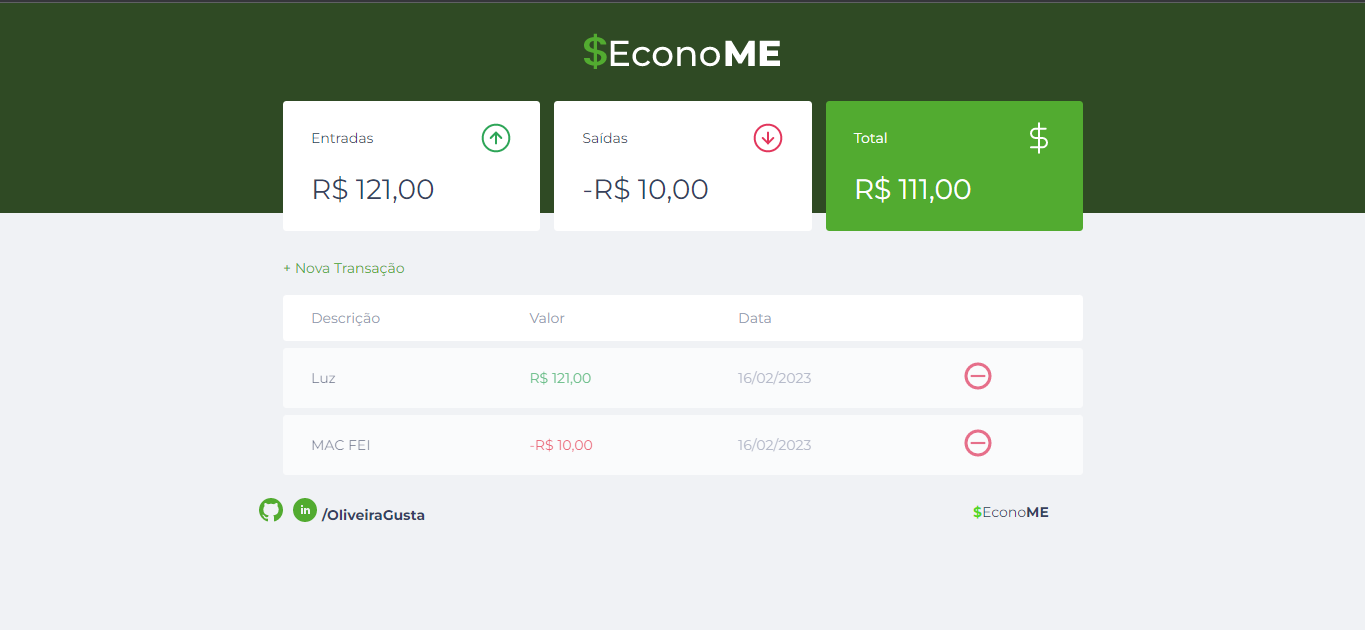 $EconoME
Entradas
R$ 121,00
Saídas
-R$ 10,00
Total
$
R$ 111,00
+ Nova Transação
Descrição Valor Data
Luz R$ 121,00 16/02/2023
MAC FEI -R$ 10,00 16/02/2023
in /OliveiraGusta $EconoME